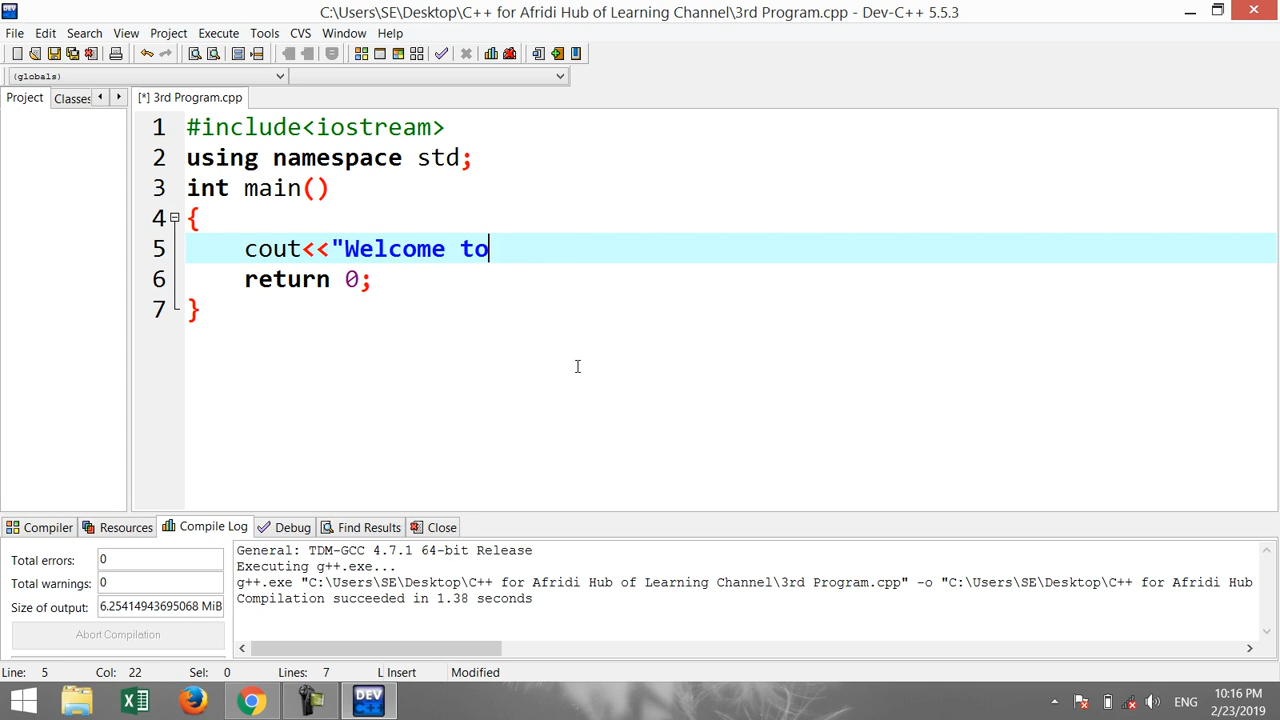 C:\Users\SE\Desktop\C++ for Afridi Hub of Learning Channel\3rd Program.cpp - Dev-C++ 5.5.3
File Edit Search View Project Execute Tools CVS Window Help
(globals)
Project Classes [*] 3rd Program.cpp
1 #include<iostream>
2 using namespace std;
3 int main()
4 {
5 cout<<"Welcome to
6 return 0;
7 }
Compiler Resources Compile Log Debug Find Results Close
Total errors: 0
Total warnings: 0
Size of output: 6.25414943695068 MiB
Abort Compilation
General: TDM-GCC 4.7.1 64-bit Release
Executing g++.exe...
g++.exe "C:\Users\SE\Desktop\C++ for Afridi Hub of Learning Channel\3rd Program.cpp" -o "C:\Users\SE\Desktop\C++ for Afridi Hub
Compilation succeeded in 1.38 seconds
Line: 5 Col: 22 Sel: 0 Lines: 7 L Insert Modified
DEV C++
ENG
10:16 PM
2/23/2019